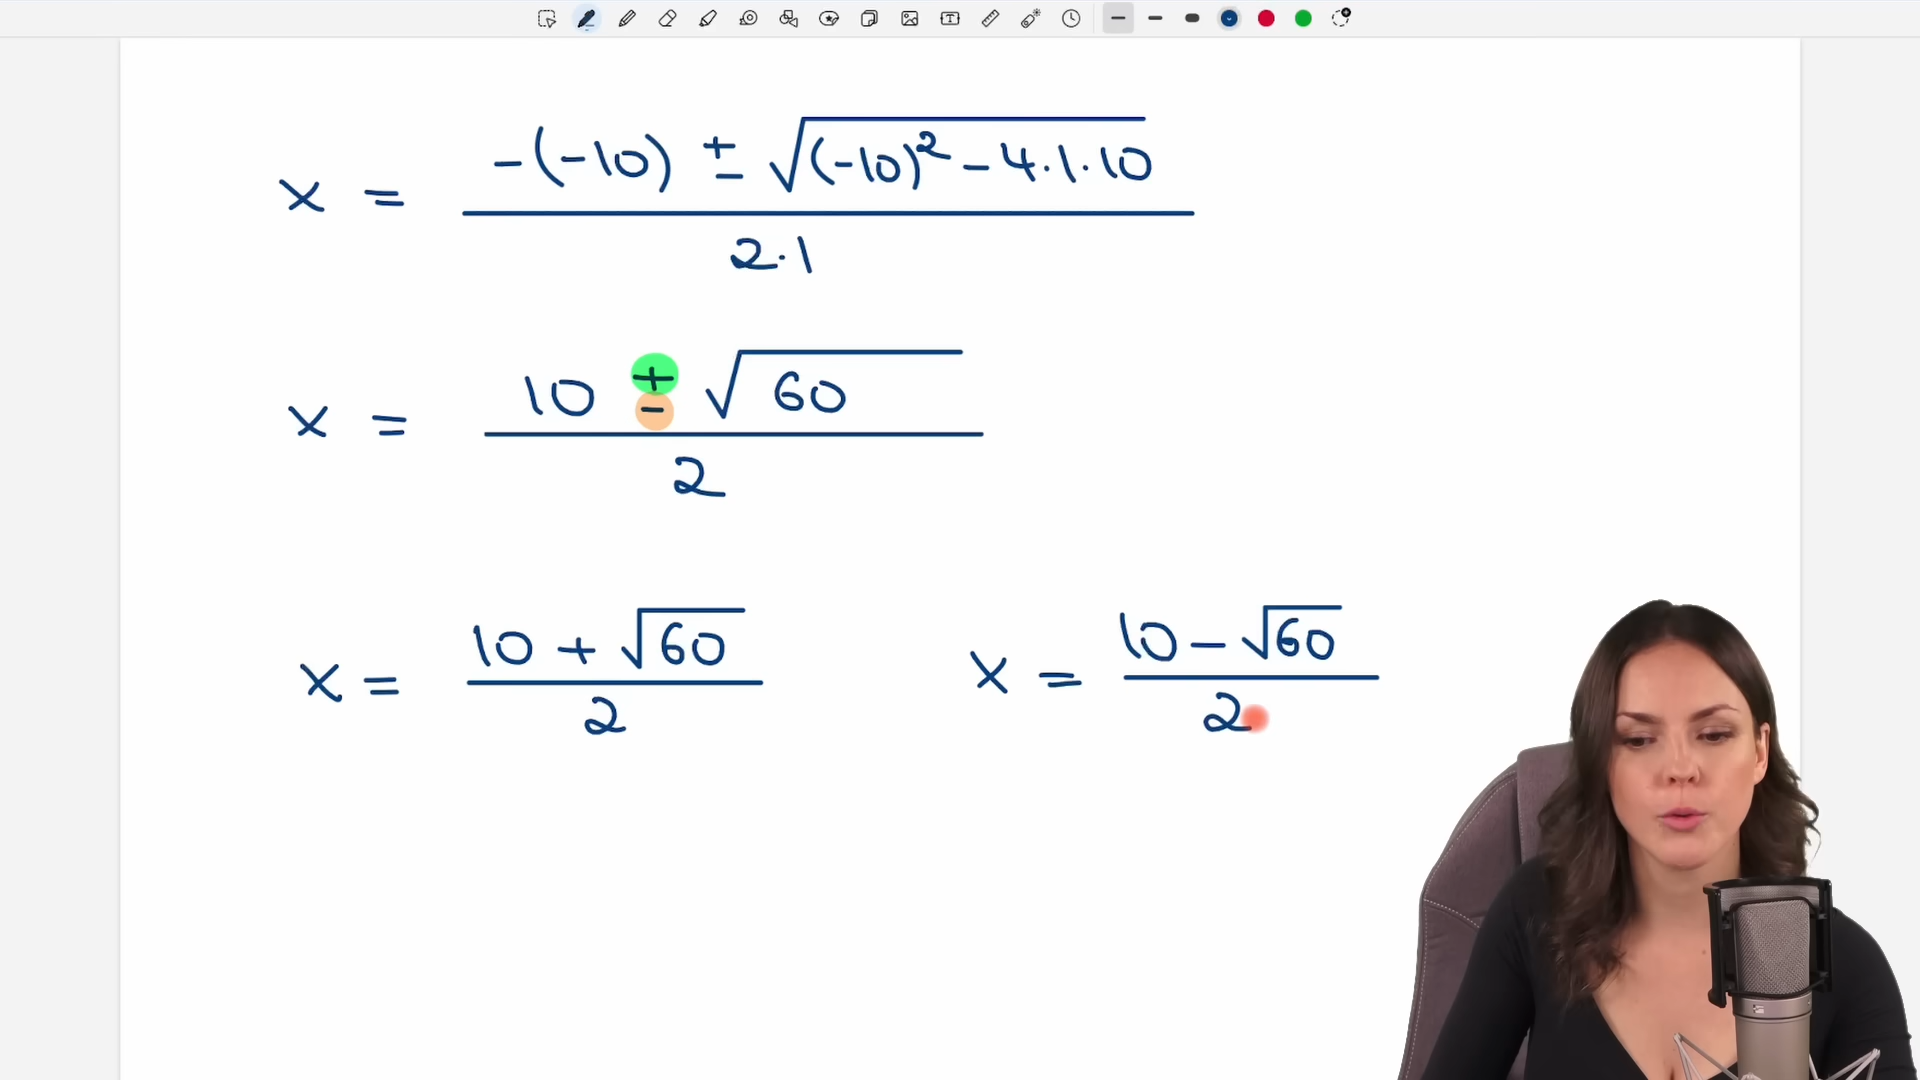 x = (-(-10) ± √((-10)² - 4·1·10)) / (2·1)
x = (10 ± √60) / 2
x = (10 + √60) / 2    x = (10 - √60) / 2